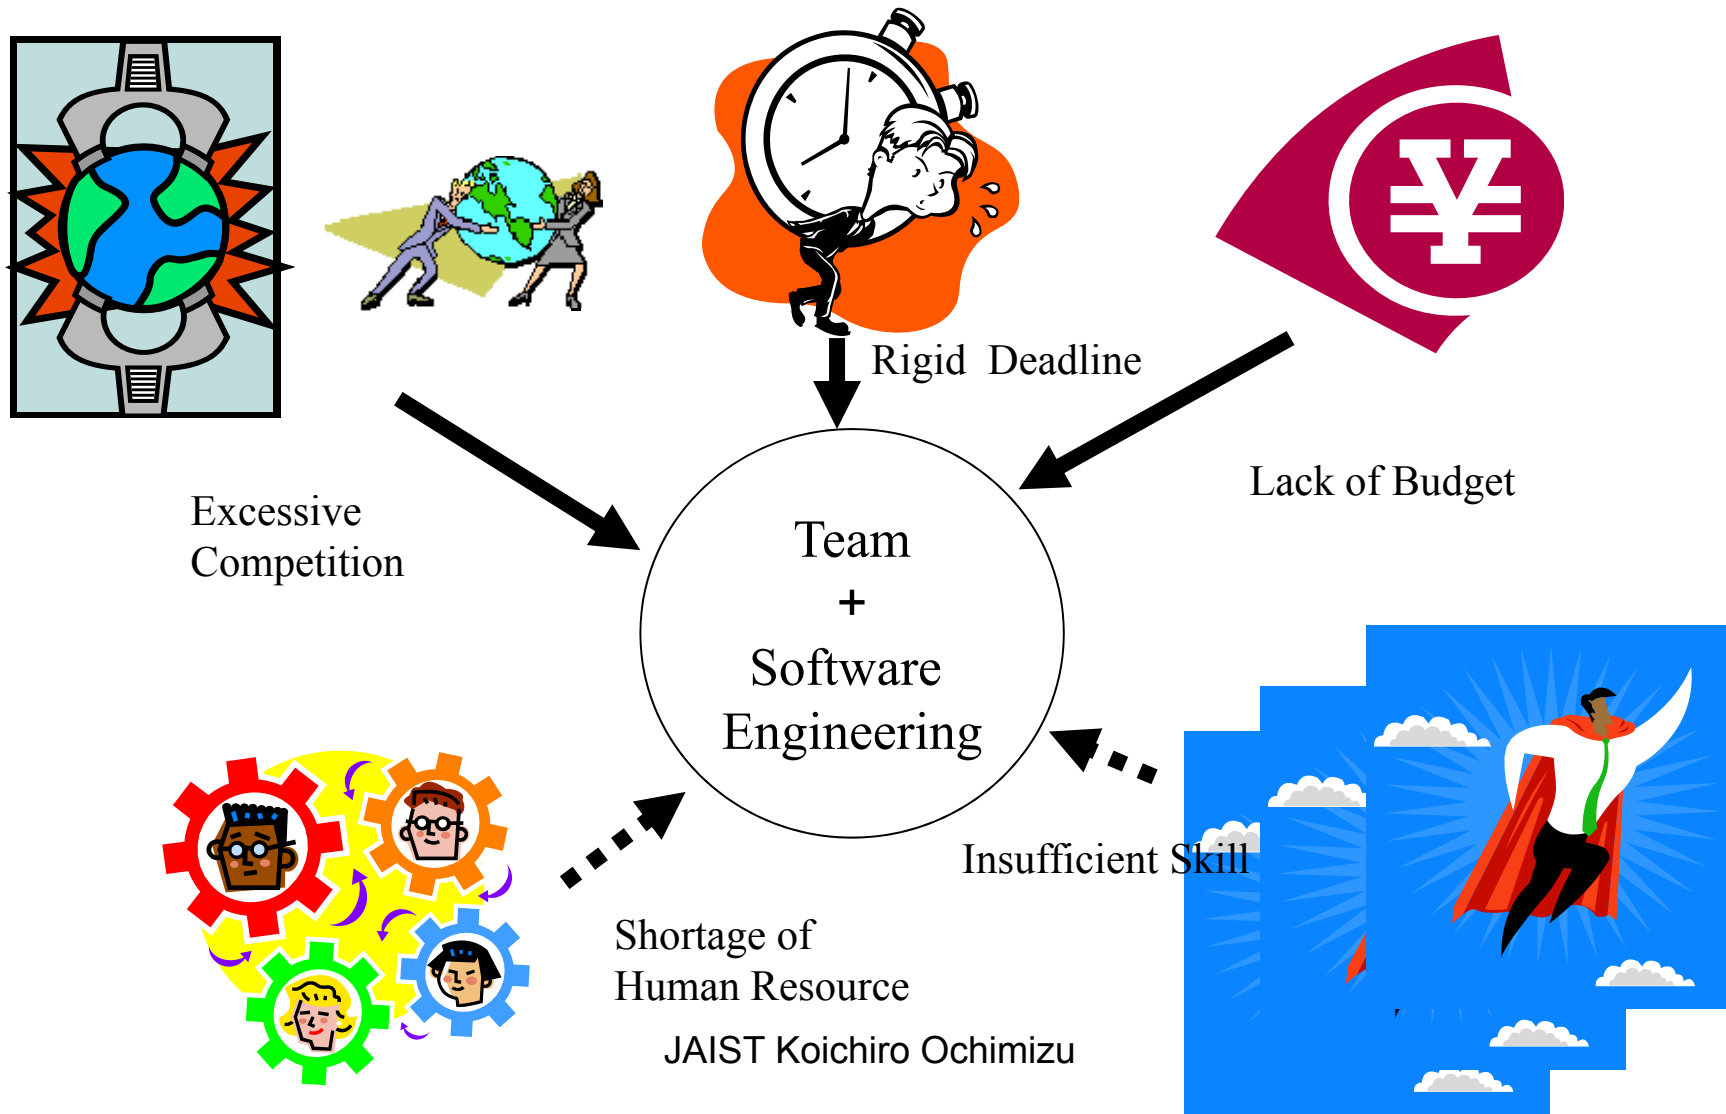 Rigid Deadline
Lack of Budget
Excessive
Competition
Team
+
Software
Engineering
Insufficient Skill
Shortage of
Human Resource
JAIST Koichiro Ochimizu
¥